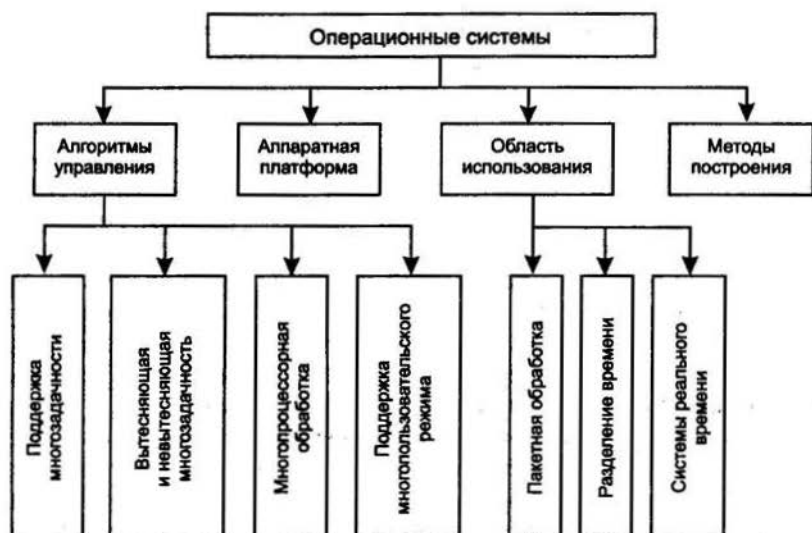 Операционные системы
Алгоритмы
управления
Аппаратная
платформа
Область
использования
Методы
построения
Поддержка
многозадачности
Вытесняющая
и невытесняющая
многозадачность
Многопроцессорная
обработка
Поддержка
многопользовательского
режима
Пакетная обработка
Разделение времени
Системы реального
времени